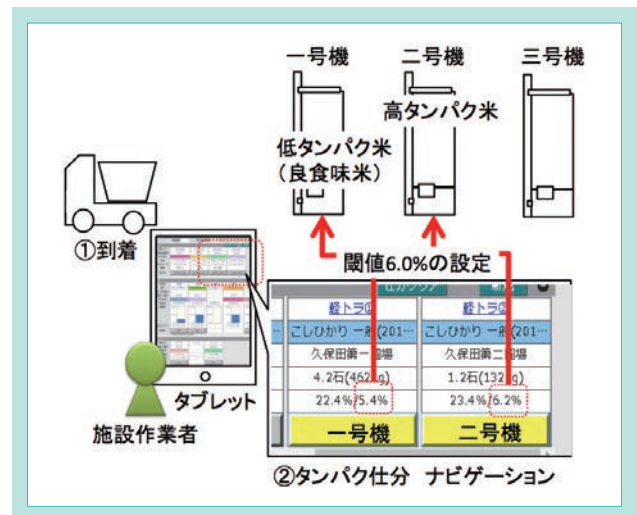 一号機
二号機
三号機
高タンパク米
低タンパク米
(良食味米)
①到着
閾値6.0%の設定
軽トラ①
軽トラ②
こしひかり 一般(201…
こしひかり 一般(201…
久保田第一圃場
久保田第二圃場
4.2石(462kg)
1.2石(132kg)
22.4%/5.4%
23.4%/6.2%
一号機
二号機
タブレット
施設作業者
②タンパク仕分 ナビゲーション